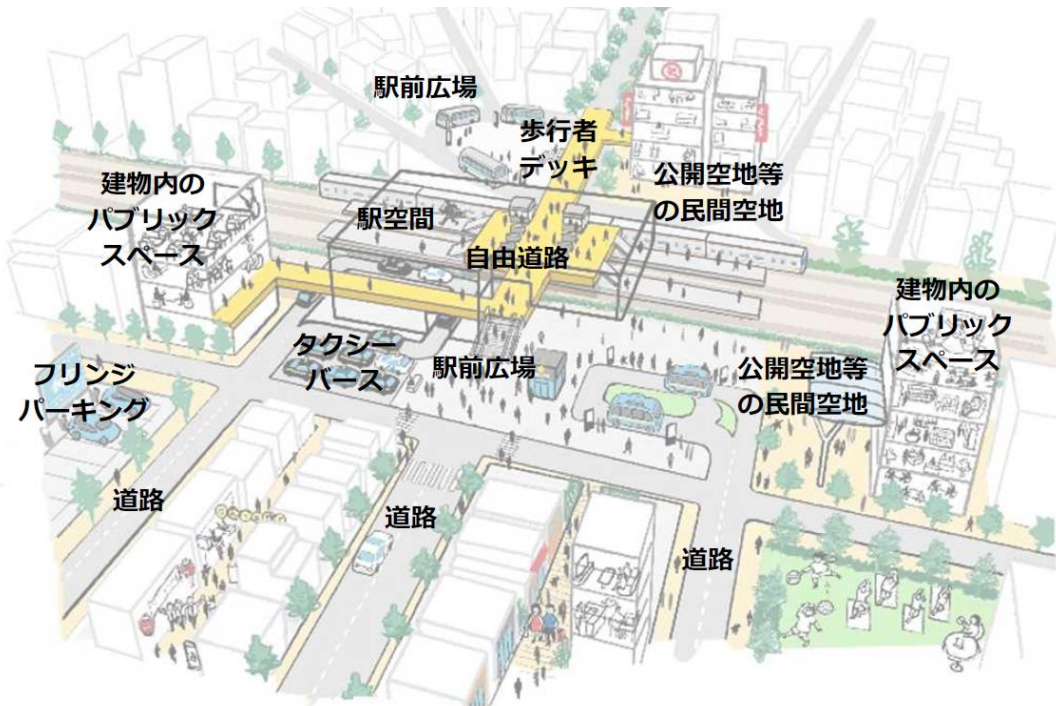 駅前広場
歩行者
デッキ
公開空地等
の民間空地
建物内の
パブリック
スペース
駅空間
自由道路
建物内の
パブリック
スペース
タクシー
バース
駅前広場
公開空地等
の民間空地
フリンジ
パーキング
道路
道路
道路